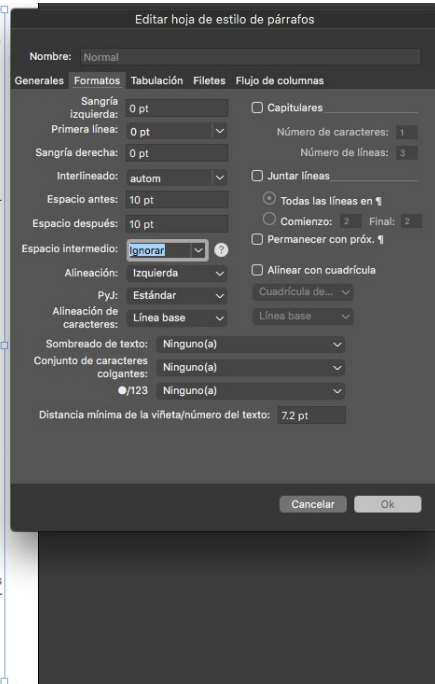 Editar hoja de estilo de párrafos
Nombre: Normal
Generales Formatos Tabulación Filetes Flujo de columnas
Sangría izquierda: 0 pt
Primera línea: 0 pt
Sangría derecha: 0 pt
Interlineado: autom
Espacio antes: 10 pt
Espacio después: 10 pt
Espacio intermedio: Ignorar ?
Alineación: Izquierda
PyJ: Estándar
Alineación de caracteres: Línea base
Capitulares
Número de caracteres: 1
Número de líneas: 3
Juntar líneas
Todas las líneas en ¶
Comienzo: 2 Final: 2
Permanecer con próx. ¶
Alinear con cuadrícula
Cuadrícula de...
Línea base
Sombreado de texto: Ninguno(a)
Conjunto de caracteres colgantes: Ninguno(a)
●/123 Ninguno(a)
Distancia mínima de la viñeta/número del texto: 7.2 pt
Cancelar Ok